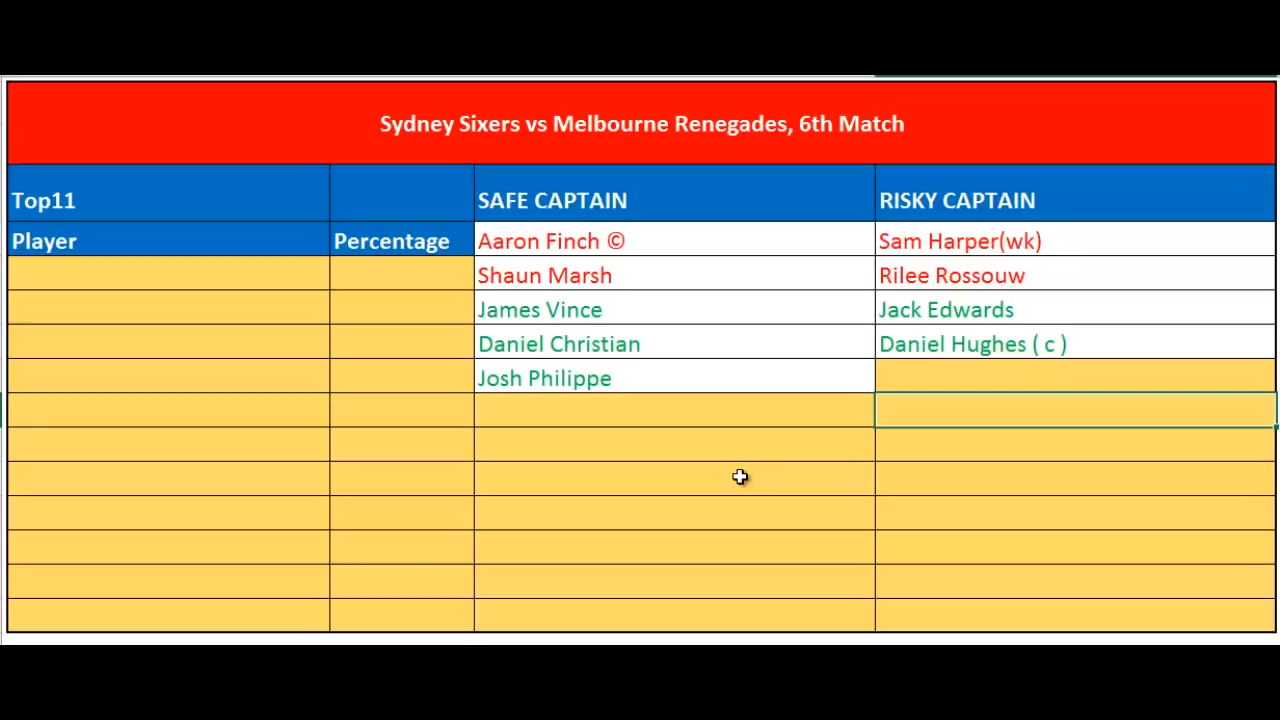 Sydney Sixers vs Melbourne Renegades, 6th Match
Top11 SAFE CAPTAIN RISKY CAPTAIN
Player Percentage Aaron Finch © Sam Harper(wk)
Shaun Marsh Rilee Rossouw
James Vince Jack Edwards
Daniel Christian Daniel Hughes ( c )
Josh Philippe